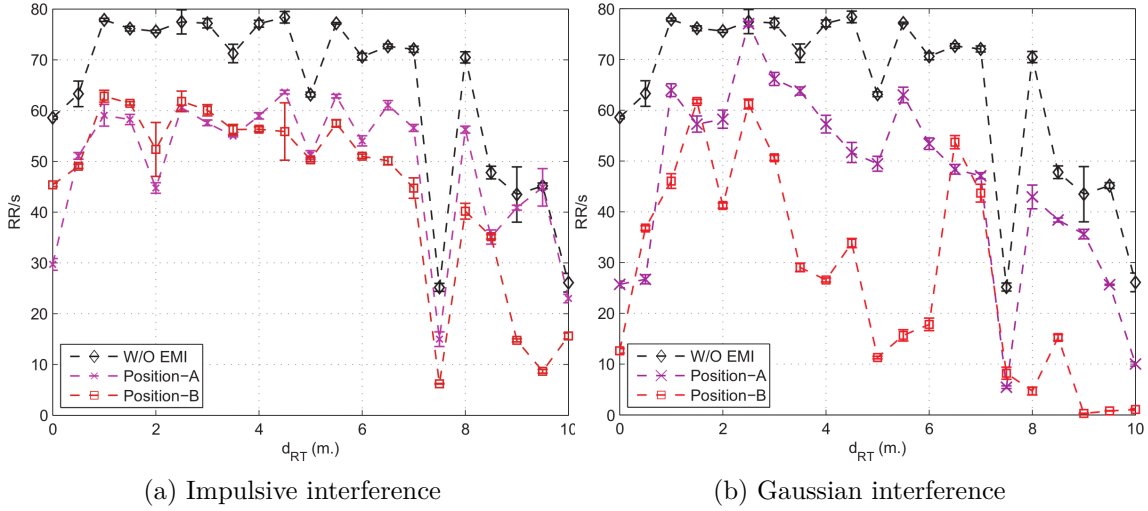 80
70
60
50
40
30
20
10
0
RR/s
W/O EMI
Position−A
Position−B
0 2 4 6 8 10
d_RT (m.)
(a) Impulsive interference
80
70
60
50
40
30
20
10
0
RR/s
W/O EMI
Position−A
Position−B
0 2 4 6 8 10
d_RT (m.)
(b) Gaussian interference